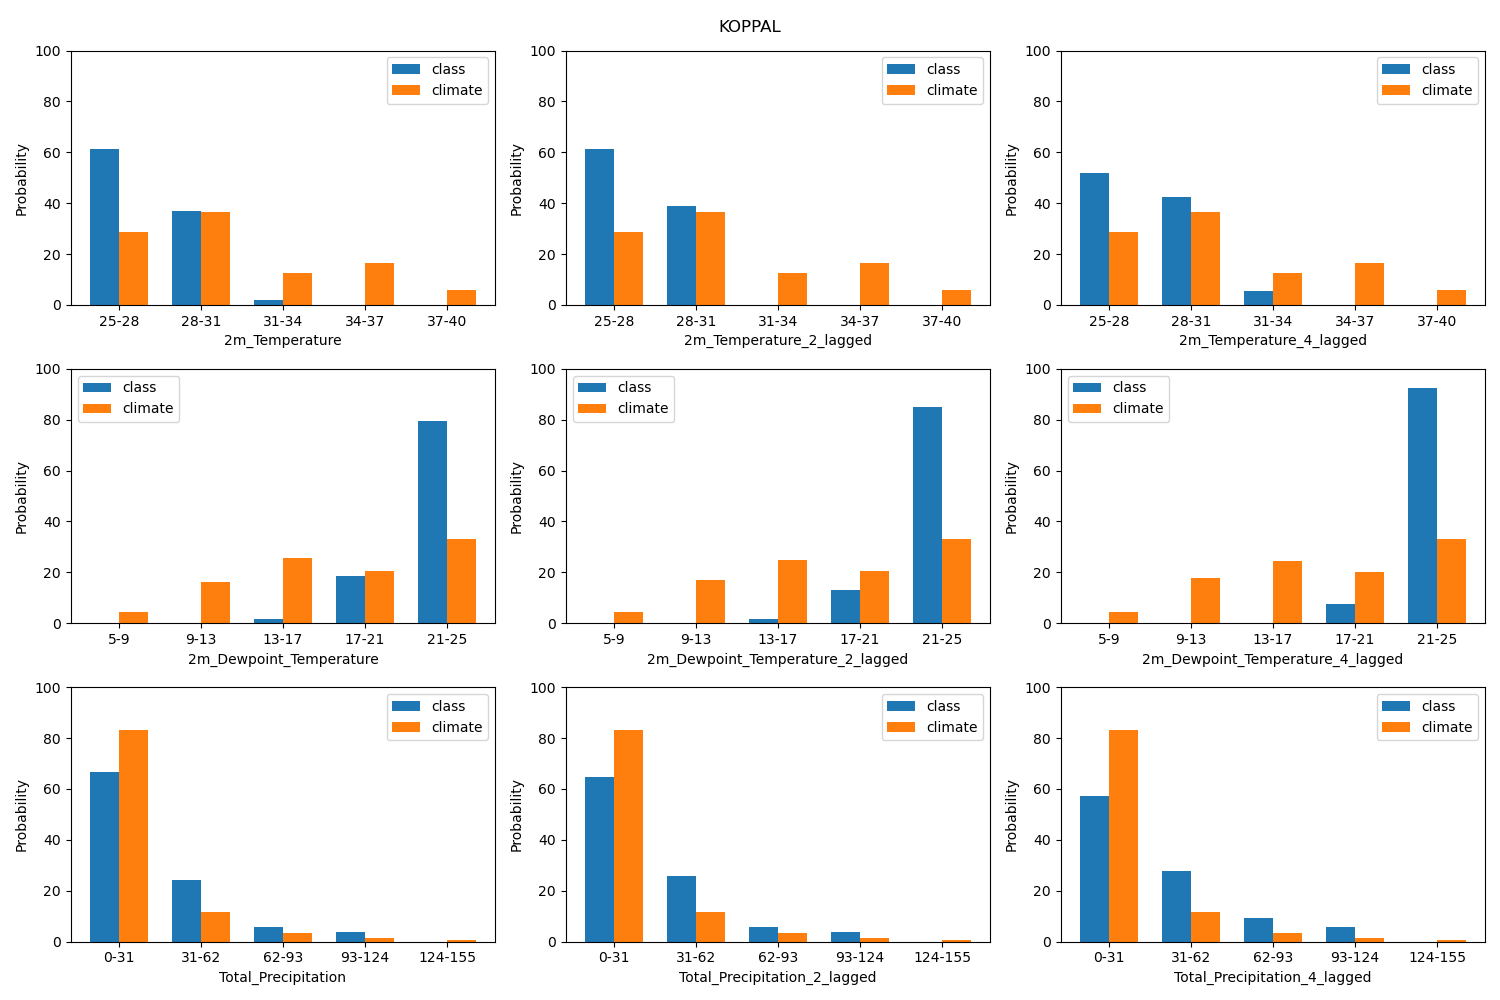 KOPPAL
100
80
60
40
20
0
Probability
class
climate
25-28 28-31 31-34 34-37 37-40
2m_Temperature
100
80
60
40
20
0
Probability
class
climate
25-28 28-31 31-34 34-37 37-40
2m_Temperature_2_lagged
100
80
60
40
20
0
Probability
class
climate
25-28 28-31 31-34 34-37 37-40
2m_Temperature_4_lagged
100
80
60
40
20
0
Probability
class
climate
5-9 9-13 13-17 17-21 21-25
2m_Dewpoint_Temperature
100
80
60
40
20
0
Probability
class
climate
5-9 9-13 13-17 17-21 21-25
2m_Dewpoint_Temperature_2_lagged
100
80
60
40
20
0
Probability
class
climate
5-9 9-13 13-17 17-21 21-25
2m_Dewpoint_Temperature_4_lagged
100
80
60
40
20
0
Probability
class
climate
0-31 31-62 62-93 93-124 124-155
Total_Precipitation
100
80
60
40
20
0
Probability
class
climate
0-31 31-62 62-93 93-124 124-155
Total_Precipitation_2_lagged
100
80
60
40
20
0
Probability
class
climate
0-31 31-62 62-93 93-124 124-155
Total_Precipitation_4_lagged